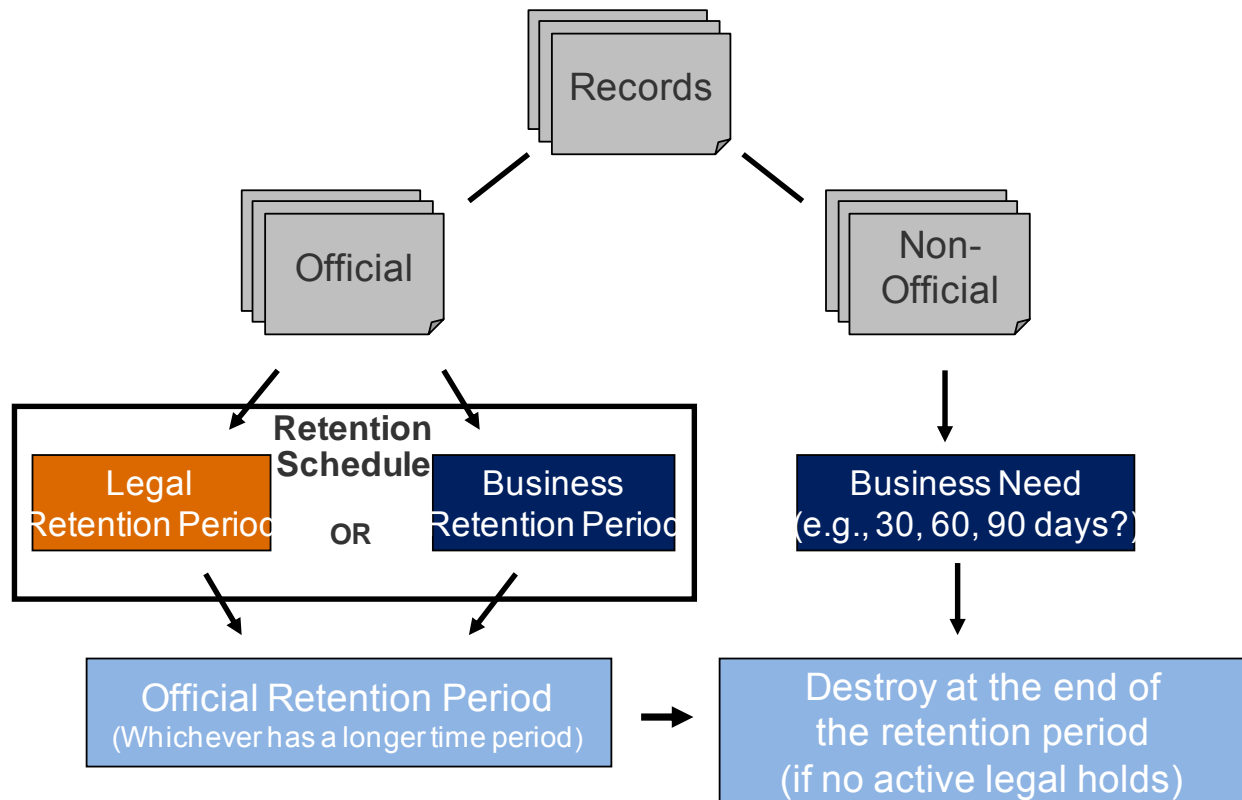 Records
Official
Non-
Official
Retention
Schedule
Legal
Retention Period
OR
Business
Retention Period
Business Need
(e.g., 30, 60, 90 days?)
Official Retention Period
(Whichever has a longer time period)
Destroy at the end of
the retention period
(if no active legal holds)